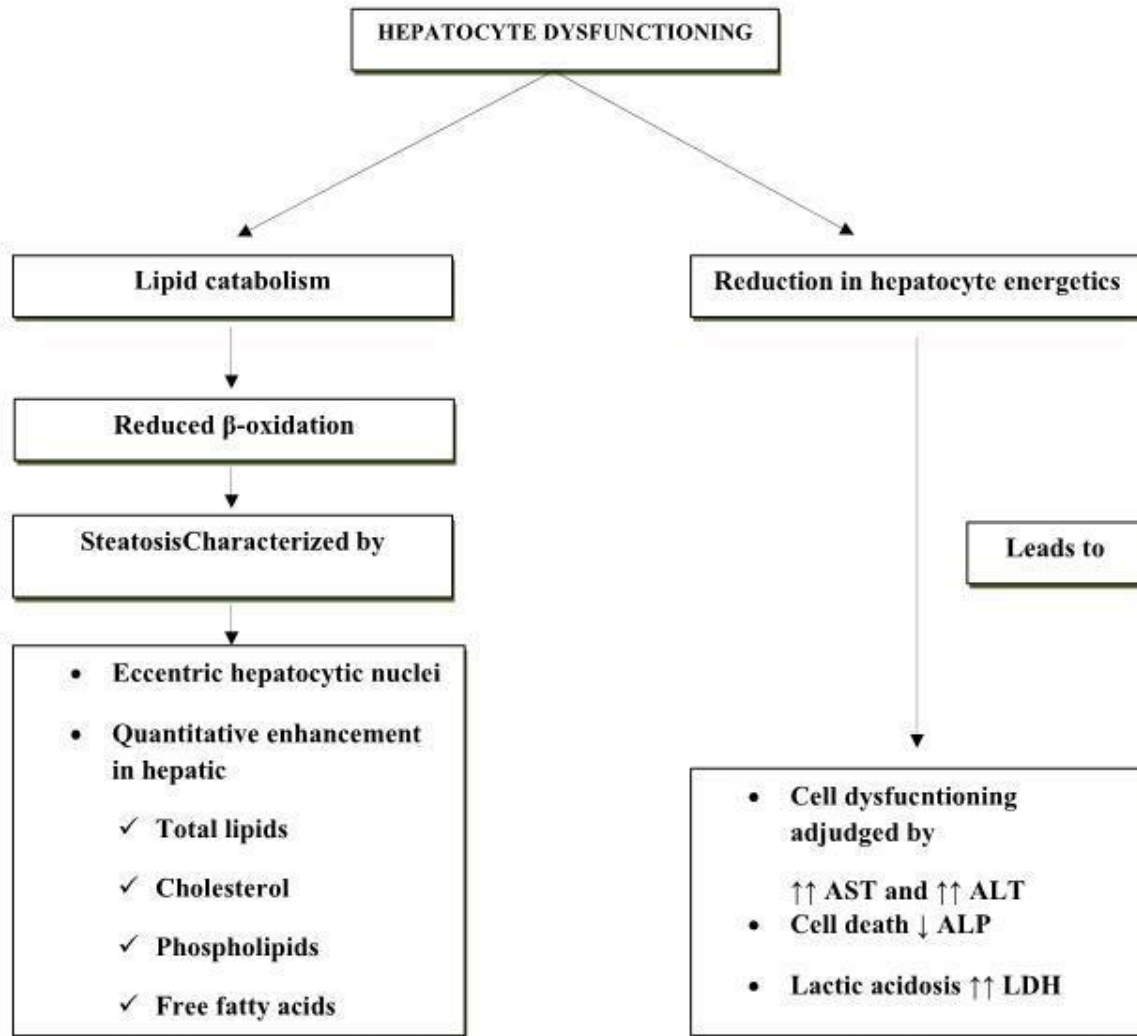 HEPATOCYTE DYSFUNCTIONING
Lipid catabolism
Reduced β-oxidation
SteatosisCharacterized by
• Eccentric hepatocytic nuclei
• Quantitative enhancement
in hepatic
✓ Total lipids
✓ Cholesterol
✓ Phospholipids
✓ Free fatty acids
Reduction in hepatocyte energetics
Leads to
• Cell dysfucntioning
adjudged by
↑↑ AST and ↑↑ ALT
• Cell death ↓ ALP
• Lactic acidosis ↑↑ LDH